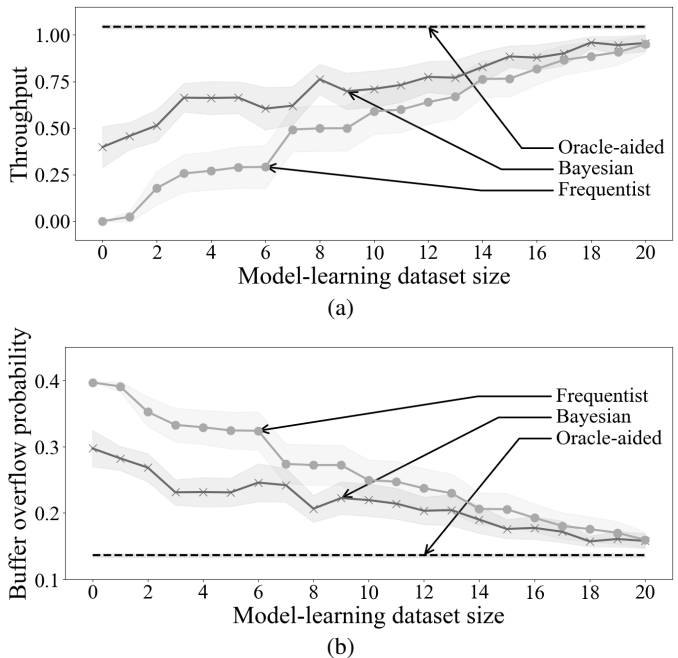 1.00
0.75
0.50
0.25
0.00
Throughput
Oracle-aided
Bayesian
Frequentist
0 2 4 6 8 10 12 14 16 18 20
Model-learning dataset size
(a)
0.4
0.3
0.2
0.1
Buffer overflow probability
Frequentist
Bayesian
Oracle-aided
0 2 4 6 8 10 12 14 16 18 20
Model-learning dataset size
(b)